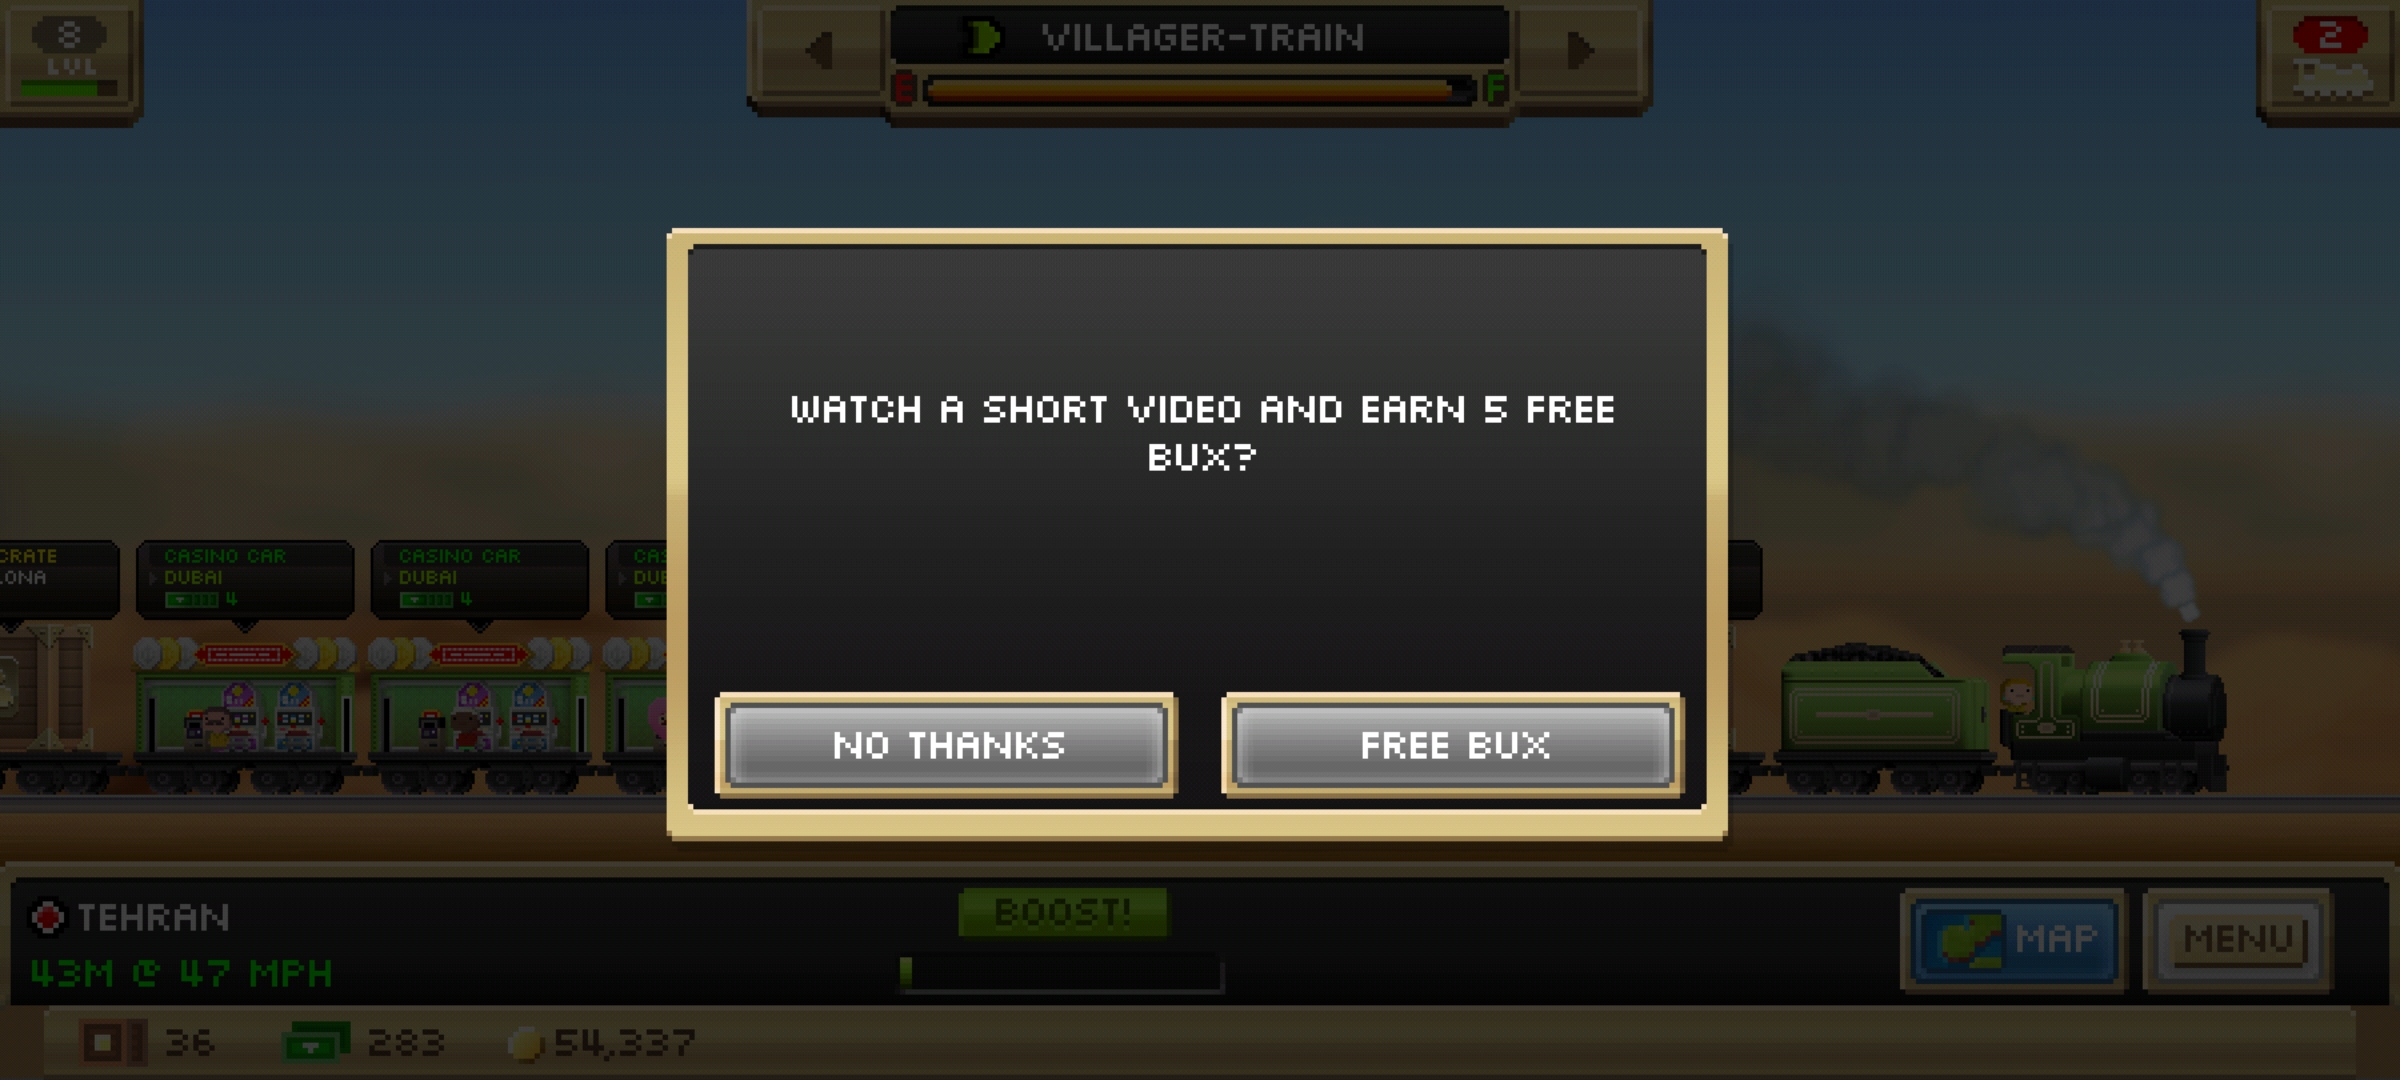 8
LVL
VILLAGER-TRAIN
E F
2
WATCH A SHORT VIDEO AND EARN 5 FREE
BUX?
CRATE
LONA
CASINO CAR
DUBAI
4
CASINO CAR
DUBAI
4
CAS
DUB
NO THANKS
FREE BUX
TEHRAN
43M @ 47 MPH
BOOST!
MAP
MENU
36
283
54,337